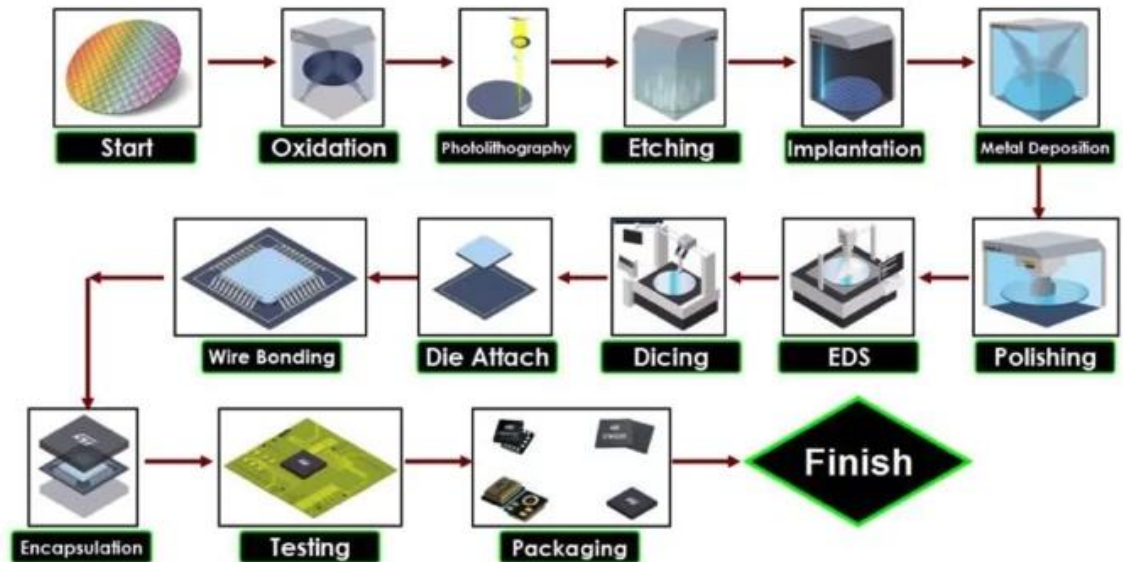 Start
Oxidation
Photolithography
Etching
Implantation
Metal Deposition
Wire Bonding
Die Attach
Dicing
EDS
Polishing
Encapsulation
Testing
Packaging
Finish